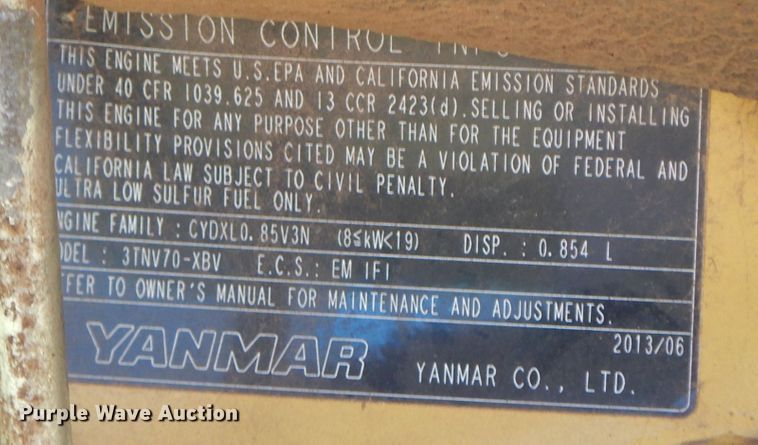 EMISSION CONTROL
THIS ENGINE MEETS U.S.EPA AND CALIFORNIA EMISSION STANDARDS
UNDER 40 CFR 1039.625 AND 13 CCR 2423(d).SELLING OR INSTALLING
THIS ENGINE FOR ANY PURPOSE OTHER THAN FOR THE EQUIPMENT
FLEXIBILITY PROVISIONS CITED MAY BE A VIOLATION OF FEDERAL AND
CALIFORNIA LAW SUBJECT TO CIVIL PENALTY.
ULTRA LOW SULFUR FUEL ONLY.
NGINE FAMILY : CYDXL0.85V3N (8≤kW<19) DISP. : 0.854 L
ODEL : 3TNV70-XBV E.C.S. : EM IFI
FER TO OWNER'S MANUAL FOR MAINTENANCE AND ADJUSTMENTS.
2013/06
YANMAR YANMAR CO., LTD.
Purple Wave Auction